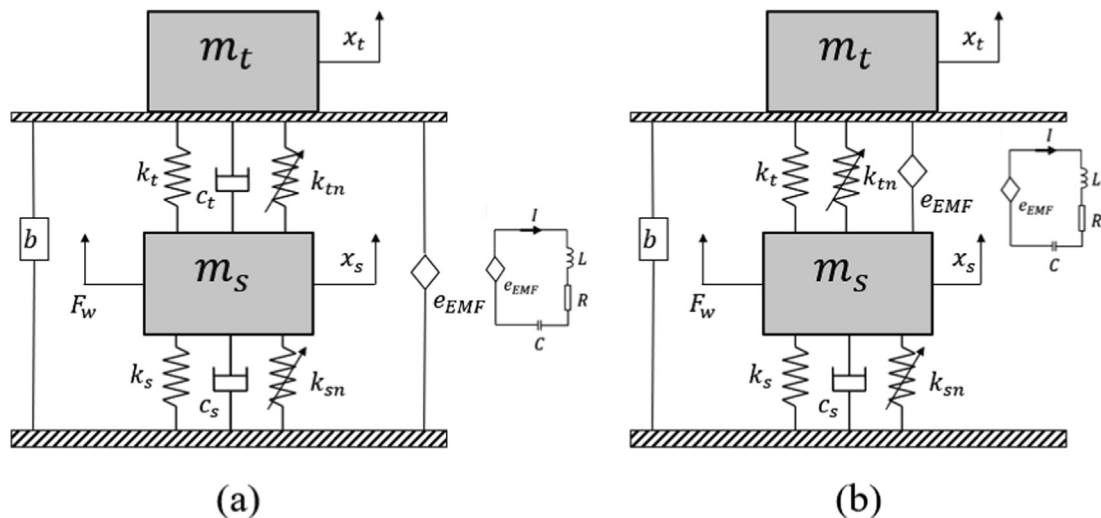 m_t x_t
k_t c_t k_tn
b
m_s x_s
F_w
e_EMF
I
e_EMF L
R
C
k_s c_s k_sn
(a)
m_t x_t
k_t k_tn e_EMF
b
m_s x_s
F_w
I
e_EMF L
R
C
k_s c_s k_sn
(b)